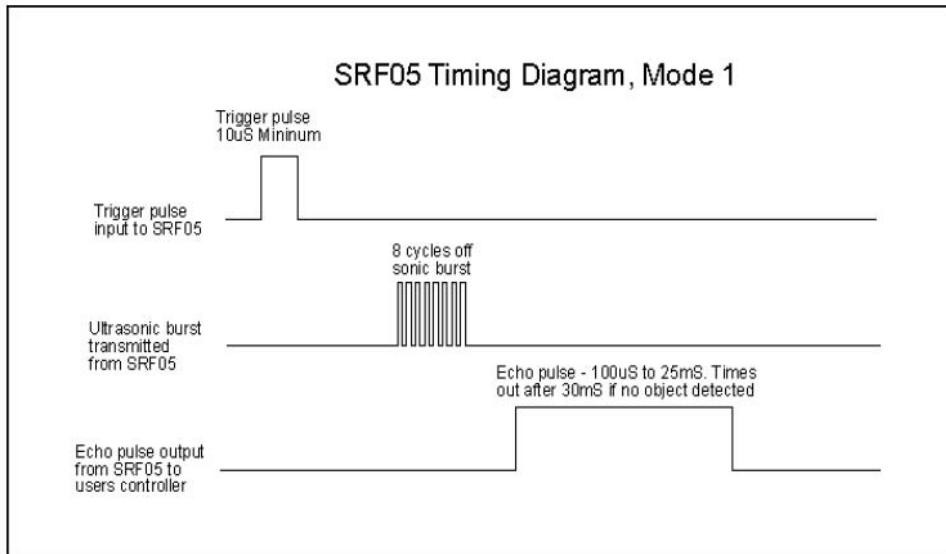 SRF05 Timing Diagram, Mode 1
Trigger pulse
10uS Mininum
Trigger pulse
input to SRF05
8 cycles off
sonic burst
Ultrasonic burst
transmitted
from SRF05
Echo pulse - 100uS to 25mS. Times
out after 30mS if no object detected
Echo pulse output
from SRF05 to
users controller